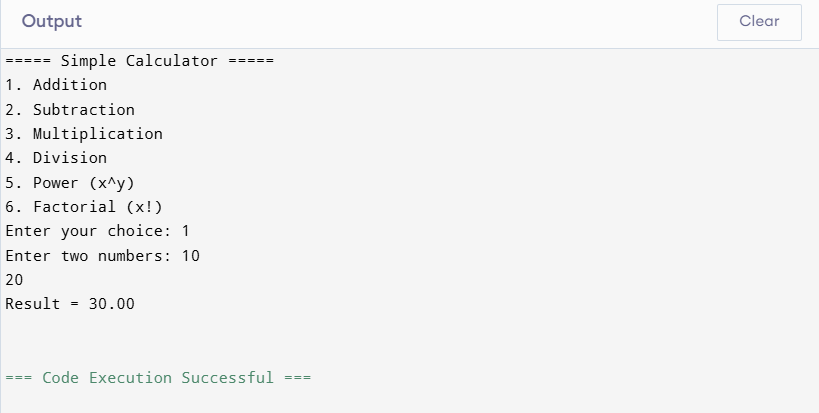 Output
Clear
===== Simple Calculator =====
1. Addition
2. Subtraction
3. Multiplication
4. Division
5. Power (x^y)
6. Factorial (x!)
Enter your choice: 1
Enter two numbers: 10
20
Result = 30.00
=== Code Execution Successful ===